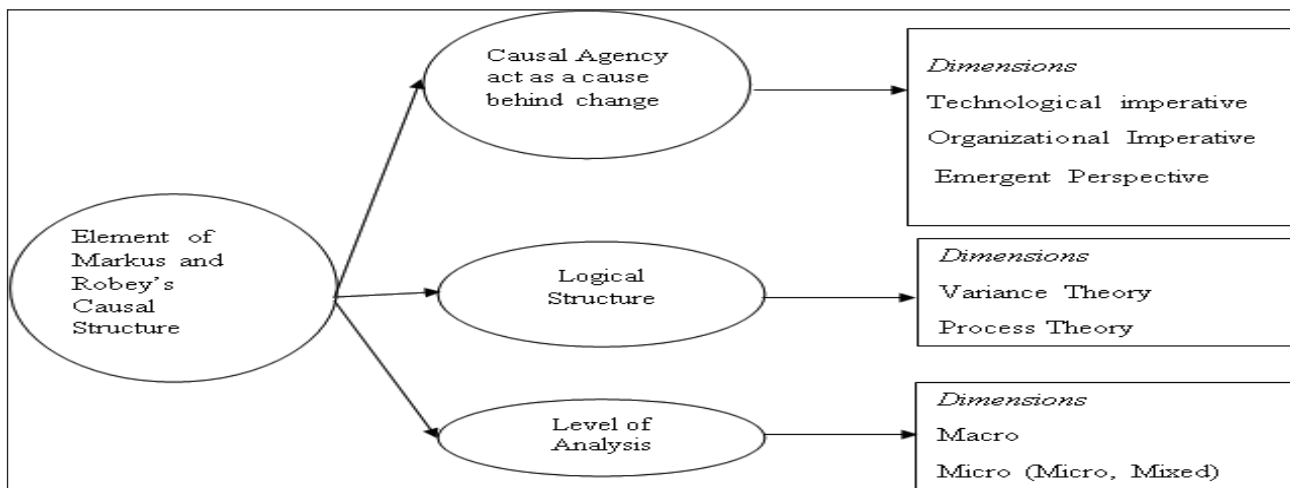 Causal Agency
act as a cause
behind change
Dimensions
Technological imperative
Organizational Imperative
Emergent Perspective
Element of
Markus and
Robey's
Causal
Structure
Logical
Structure
Dimensions
Variance Theory
Process Theory
Level of
Analysis
Dimensions
Macro
Micro (Micro, Mixed)